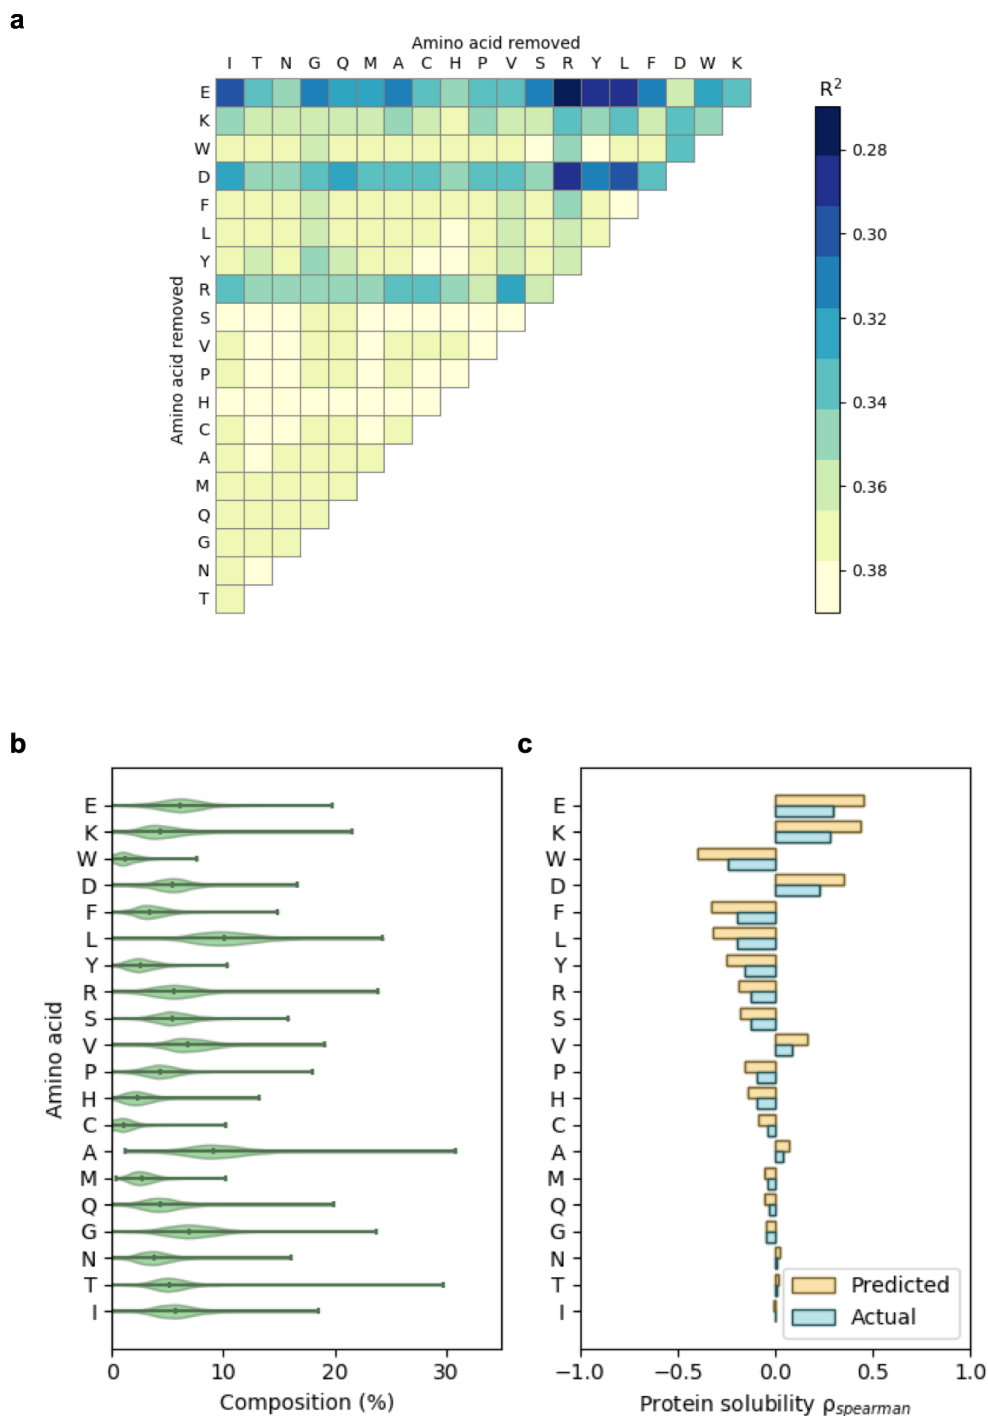 a
Amino acid removed
I T N G Q M A C H P V S R Y L F D W K
R²
E
K
W
D
F
L
Y
R
S
V
P
H
C
A
M
Q
G
N
T
Amino acid removed
0.28
0.30
0.32
0.34
0.36
0.38
b
E
K
W
D
F
L
Y
R
S
V
P
H
C
A
M
Q
G
N
T
I
Amino acid
0 10 20 30
Composition (%)
c
E
K
W
D
F
L
Y
R
S
V
P
H
C
A
M
Q
G
N
T
I
Predicted
Actual
−1.0 −0.5 0.0 0.5 1.0
Protein solubility ρspearman